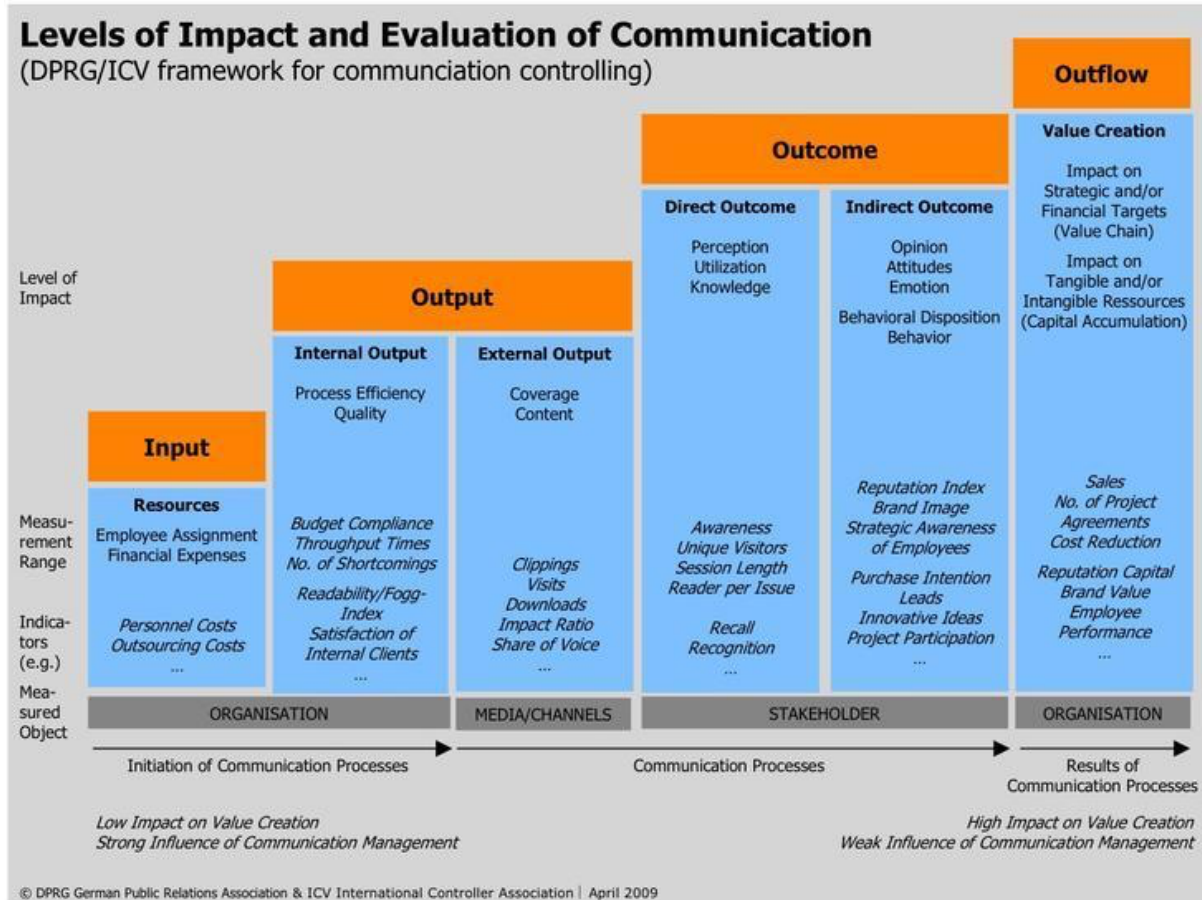 Levels of Impact and Evaluation of Communication
(DPRG/ICV framework for communciation controlling)
Outflow
Value Creation
Impact on
Strategic and/or
Financial Targets
(Value Chain)
Impact on
Tangible and/or
Intangible Ressources
(Capital Accumulation)
Sales
No. of Project
Agreements
Cost Reduction
Reputation Capital
Brand Value
Employee
Performance
...
Outcome
Direct Outcome
Perception
Utilization
Knowledge
Awareness
Unique Visitors
Session Length
Reader per Issue
Recall
Recognition
...
Indirect Outcome
Opinion
Attitudes
Emotion
Behavioral Disposition
Behavior
Reputation Index
Brand Image
Strategic Awareness
of Employees
Purchase Intention
Leads
Innovative Ideas
Project Participation
...
Level of
Impact
Output
Internal Output
Process Efficiency
Quality
Budget Compliance
Throughput Times
No. of Shortcomings
Readability/Fogg-
Index
Satisfaction of
Internal Clients
...
External Output
Coverage
Content
Clippings
Visits
Downloads
Impact Ratio
Share of Voice
...
Input
Resources
Employee Assignment
Financial Expenses
Personnel Costs
Outsourcing Costs
...
Measu-
rement
Range
Indica-
tors
(e.g.)
Mea-
sured
Object
ORGANISATION
MEDIA/CHANNELS
STAKEHOLDER
ORGANISATION
Initiation of Communication Processes
Communication Processes
Results of
Communication Processes
Low Impact on Value Creation
Strong Influence of Communication Management
High Impact on Value Creation
Weak Influence of Communication Management
© DPRG German Public Relations Association & ICV International Controller Association | April 2009